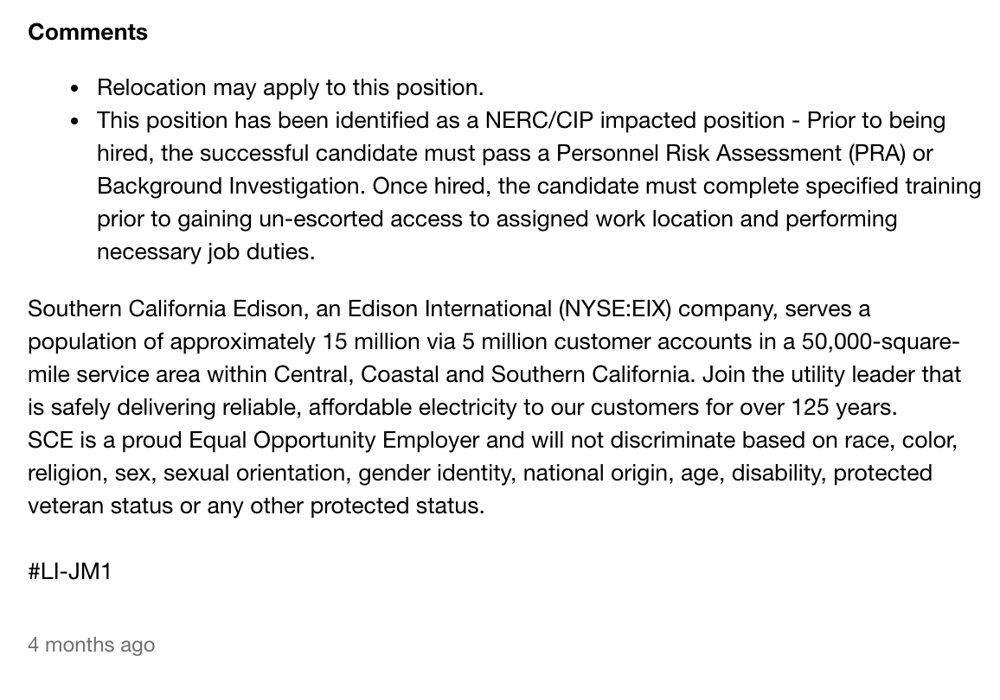 Comments
• Relocation may apply to this position.
• This position has been identified as a NERC/CIP impacted position - Prior to being
hired, the successful candidate must pass a Personnel Risk Assessment (PRA) or
Background Investigation. Once hired, the candidate must complete specified training
prior to gaining un-escorted access to assigned work location and performing
necessary job duties.
Southern California Edison, an Edison International (NYSE:EIX) company, serves a
population of approximately 15 million via 5 million customer accounts in a 50,000-square-
mile service area within Central, Coastal and Southern California. Join the utility leader that
is safely delivering reliable, affordable electricity to our customers for over 125 years.
SCE is a proud Equal Opportunity Employer and will not discriminate based on race, color,
religion, sex, sexual orientation, gender identity, national origin, age, disability, protected
veteran status or any other protected status.
#LI-JM1
4 months ago